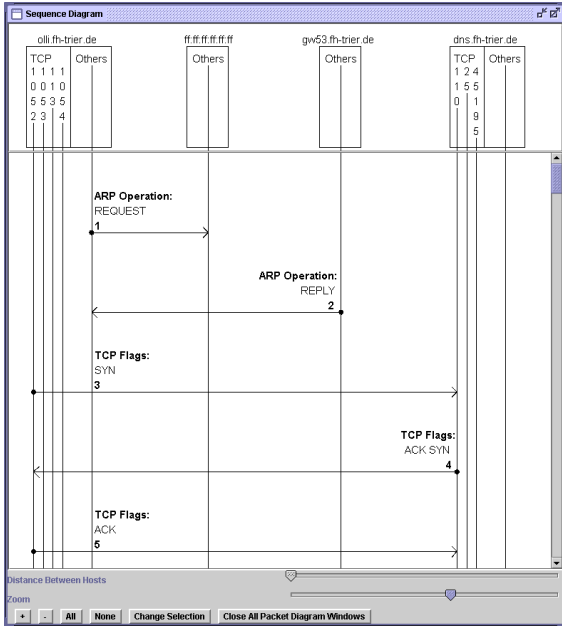 Sequence Diagram
olli.fh-trier.de
ff:ff:ff:ff:ff:ff
gw53.fh-trier.de
dns.fh-trier.de
TCP
Others
Others
Others
TCP
Others
1 1 1 1
0 0 1 0
5 5 3 5
2 3 4
1 2 4
1 5 5
0 1
9
5
ARP Operation:
REQUEST
1
ARP Operation:
REPLY
2
TCP Flags:
SYN
3
TCP Flags:
ACK SYN
4
TCP Flags:
ACK
5
Distance Between Hosts
Zoom
+ - All None Change Selection Close All Packet Diagram Windows